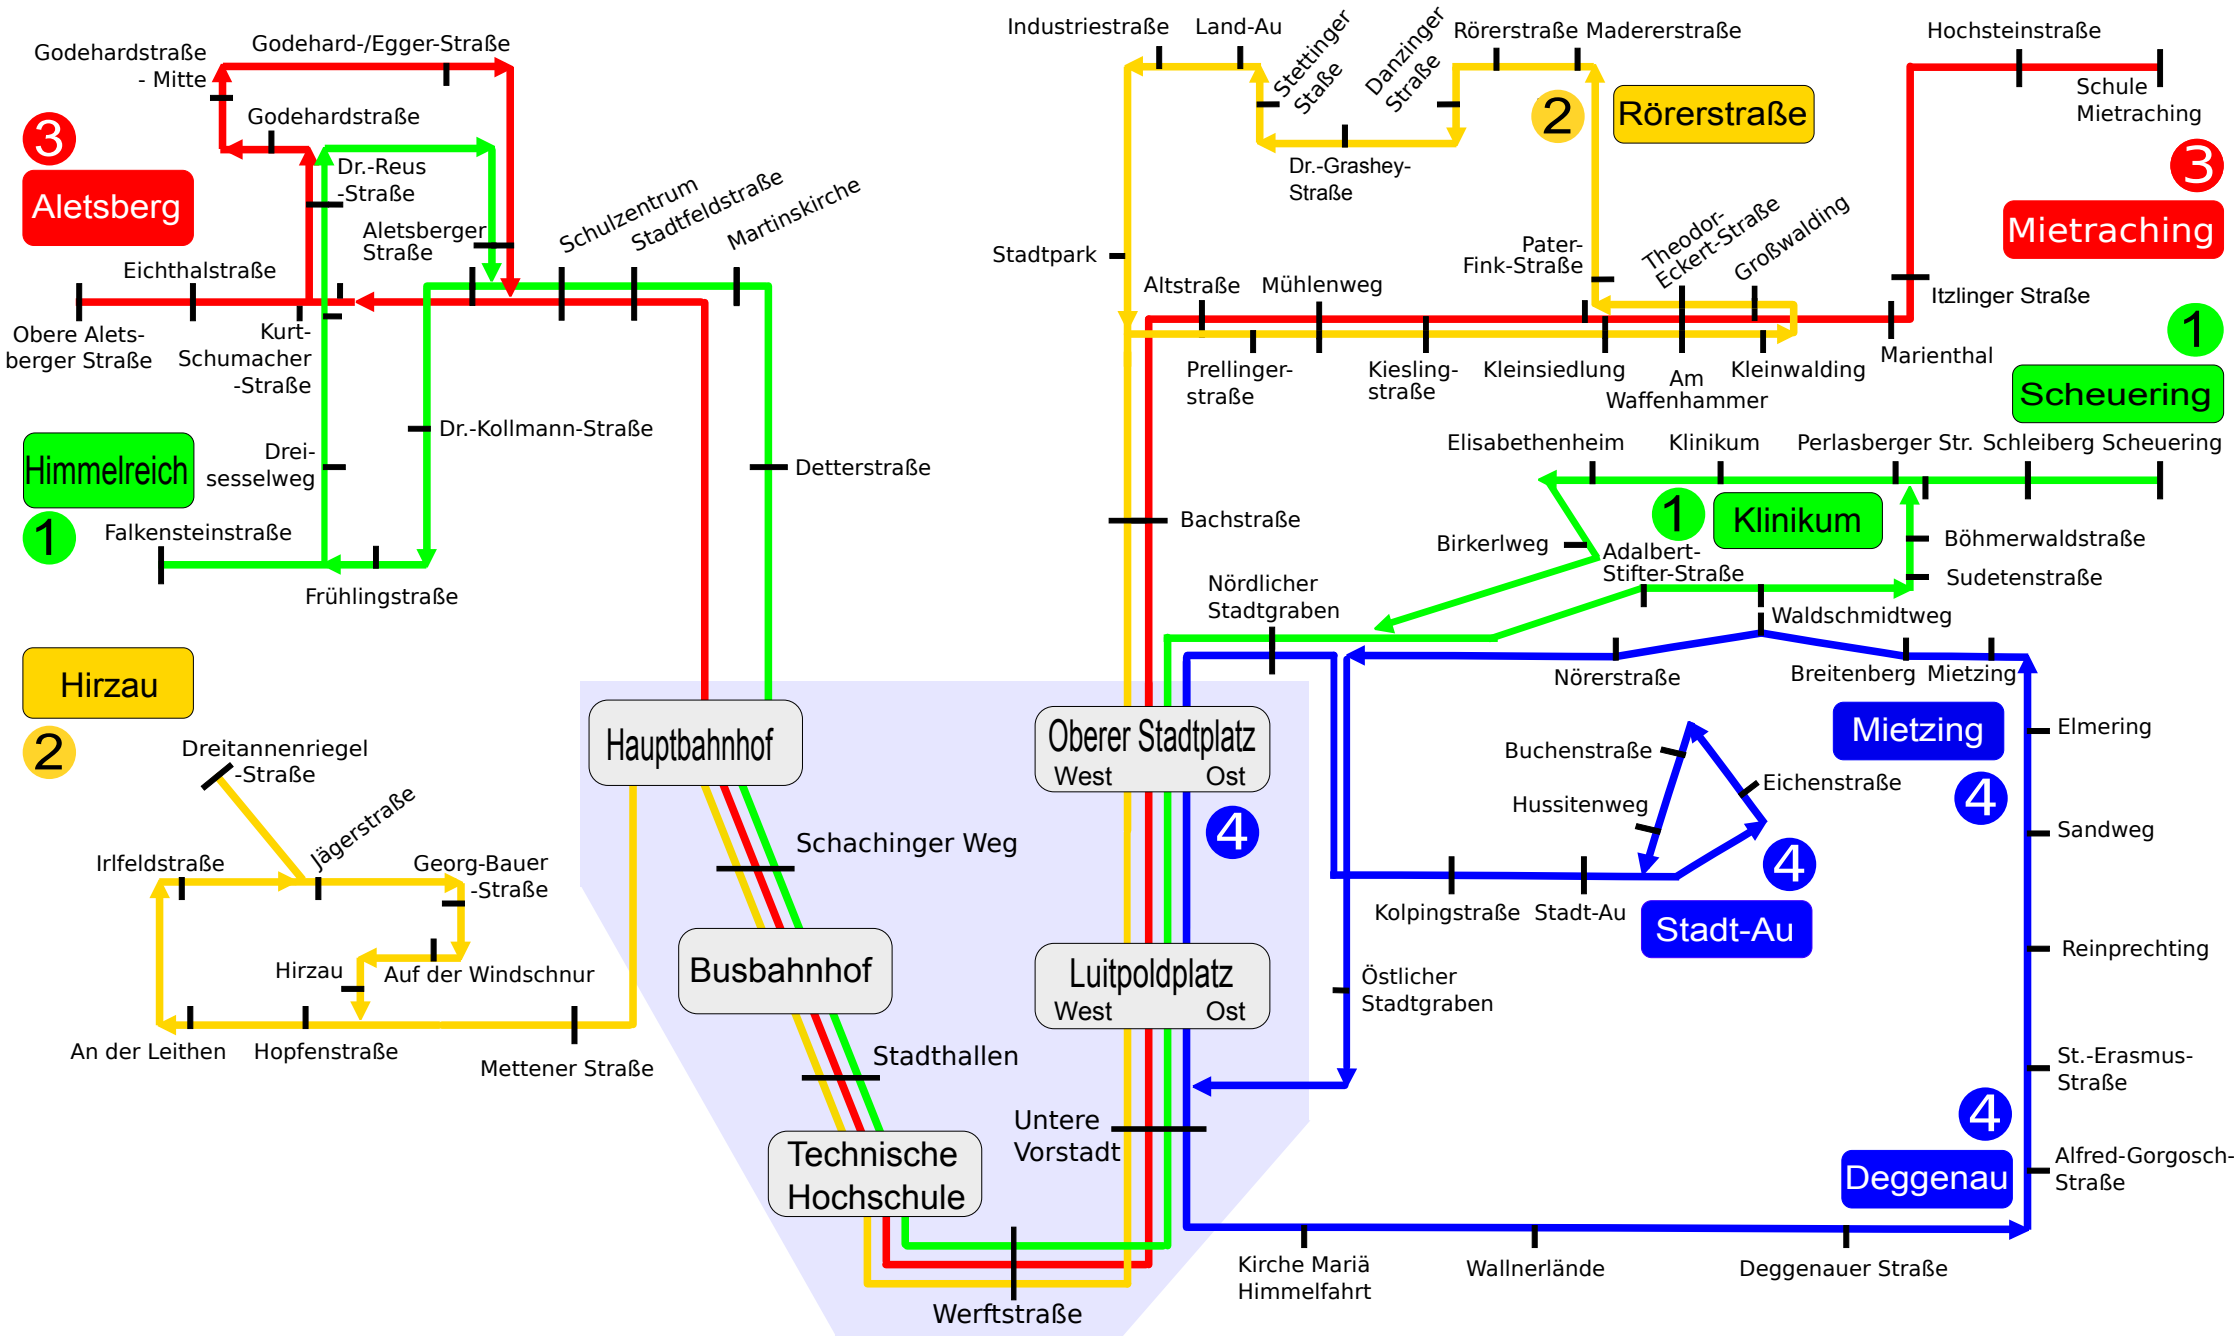 Godehardstraße
- Mitte
Godehard-/Egger-Straße
Godehardstraße
3
Aletsberg
Dr.-Reus
-Straße
Aletsberger
Straße
Schulzentrum
Stadtfeldstraße
Martinskirche
Eichthalstraße
Obere Alets-
berger Straße
Kurt-
Schumacher
-Straße
Himmelreich
1
Drei-
sesselweg
Dr.-Kollmann-Straße
Detterstraße
Falkensteinstraße
Frühlingstraße
Hirzau
2
Dreitannenriegel
-Straße
Irlfeldstraße
Jägerstraße
Georg-Bauer
-Straße
Hirzau
Auf der Windschnur
An der Leithen
Hopfenstraße
Mettener Straße
Hauptbahnhof
Schachinger Weg
Busbahnhof
Stadthallen
Technische
Hochschule
Werftstraße
Untere
Vorstadt
Luitpoldplatz
West
Ost
Oberer Stadtplatz
West
Ost
4
Industriestraße
Land-Au
Stettinger
Staße
Danzinger
Straße
Rörerstraße
Madererstraße
Dr.-Grashey-
Straße
2
Rörerstraße
Hochsteinstraße
Schule
Mietraching
3
Mietraching
Stadtpark
Altstraße
Mühlenweg
Pater-
Fink-Straße
Theodor-
Eckert-Straße
Großwalding
Itzlinger Straße
Prellinger-
straße
Kiesling-
straße
Kleinsiedlung
Am
Waffenhammer
Kleinwalding
Marienthal
1
Scheuering
Elisabethenheim
Klinikum
Perlasberger Str.
Schleiberg
Scheuering
1
Klinikum
Bachstraße
Birkerlweg
Adalbert-
Stifter-Straße
Böhmerwaldstraße
Sudetenstraße
Nördlicher
Stadtgraben
Waldschmidtweg
Nörerstraße
Breitenberg
Mietzing
Mietzing
4
Elmering
Buchenstraße
Eichenstraße
Hussitenweg
Sandweg
4
Kolpingstraße
Stadt-Au
Stadt-Au
Reinprechting
Östlicher
Stadtgraben
St.-Erasmus-
Straße
4
Deggenau
Alfred-Gorgosch-
Straße
Kirche Mariä
Himmelfahrt
Wallnerlände
Deggenauer Straße